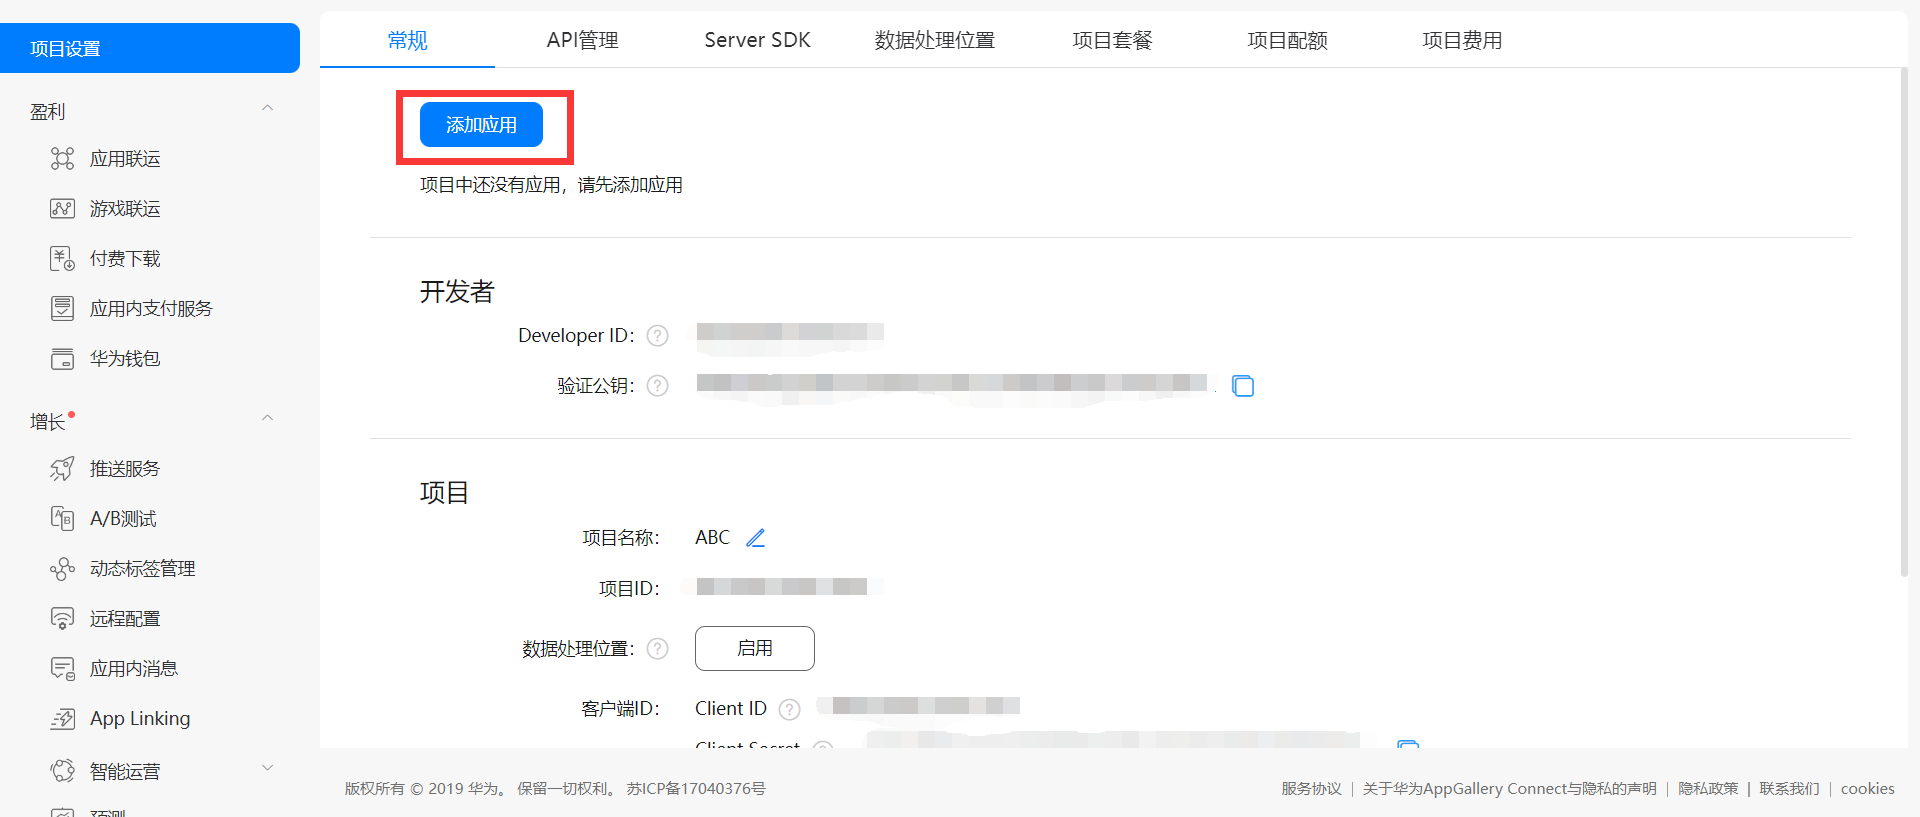 项目设置
盈利
应用联运
游戏联运
付费下载
应用内支付服务
华为钱包
增长
推送服务
A/B测试
动态标签管理
远程配置
应用内消息
App Linking
智能运营
预测
常规 API管理 Server SDK 数据处理位置 项目套餐 项目配额 项目费用
添加应用
项目中还没有应用，请先添加应用
开发者
Developer ID：
验证公钥：
项目
项目名称： ABC
项目ID：
数据处理位置： 启用
客户端ID： Client ID
Client Secret
版权所有 © 2019 华为。 保留一切权利。 苏ICP备17040376号
服务协议 | 关于华为AppGallery Connect与隐私的声明 | 隐私政策 | 联系我们 | cookies